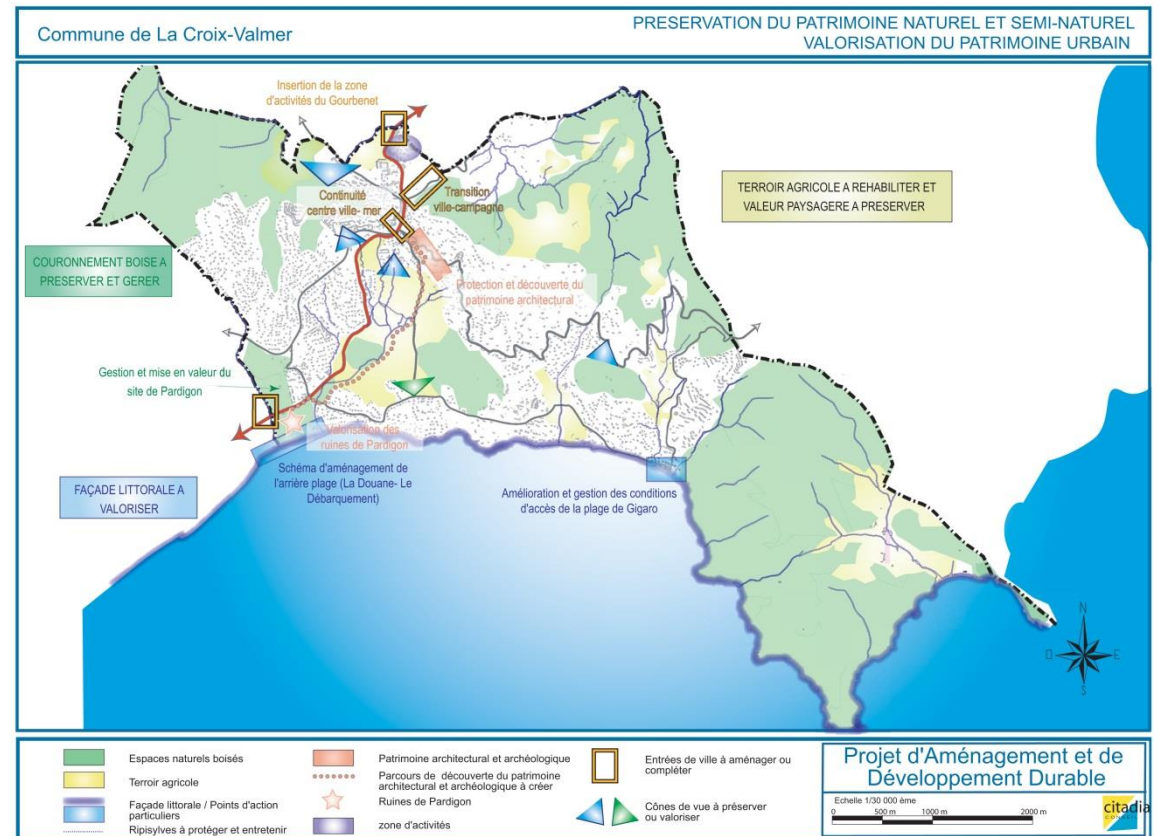 Commune de La Croix-Valmer
PRESERVATION DU PATRIMOINE NATUREL ET SEMI-NATUREL
VALORISATION DU PATRIMOINE URBAIN
Insertion de la zone
d'activités du Gourbenet
Continuité
centre ville- mer
Transition
ville-campagne
TERROIR AGRICOLE A REHABILITER ET
VALEUR PAYSAGERE A PRESERVER
COURONNEMENT BOISE A
PRESERVER ET GERER
Protection et découverte du
patrimoine architectural
Gestion et mise en valeur du
site de Pardigon
Valorisation des
ruines de Pardigon
FAÇADE LITTORALE A
VALORISER
Schéma d'aménagement de
l'arrière plage (La Douane- Le
Débarquement)
Amélioration et gestion des conditions
d'accès de la plage de Gigaro
N
O
E
S
Espaces naturels boisés
Terroir agricole
Façade littorale / Points d'action
particuliers
Ripisylves à protéger et entretenir
Patrimoine architectural et archéologique
Parcours de découverte du patrimoine
architectural et archéologique à créer
Ruines de Pardigon
zone d'activités
Entrées de ville à aménager ou
compléter
Cônes de vue à préserver
ou valoriser
Projet d'Aménagement et de
Développement Durable
Echelle 1/30 000 ème
0 500 m 1000 m 2000 m
citadia
CONSEIL